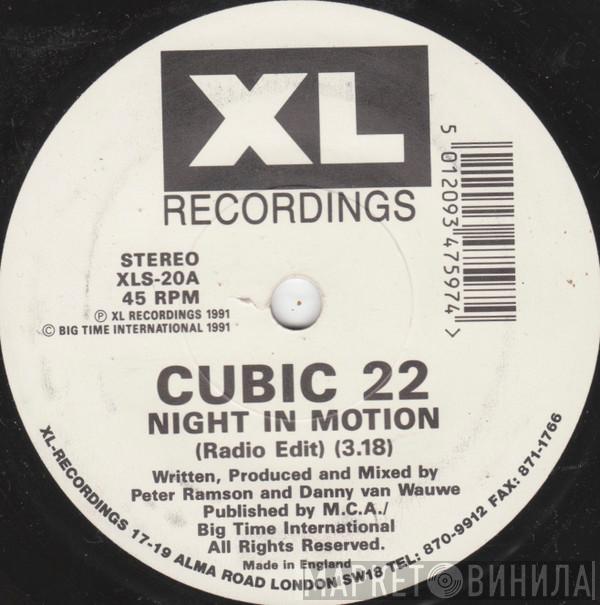 XL
RECORDINGS
STEREO
XLS-20A
45 RPM
℗ XL RECORDINGS 1991
© BIG TIME INTERNATIONAL 1991
5 012093 475974 >
CUBIC 22
NIGHT IN MOTION
(Radio Edit) (3.18)
Written, Produced and Mixed by
Peter Ramson and Danny van Wauwe
Published by M.C.A./
Big Time International
All Rights Reserved.
Made in England
XL-RECORDINGS 17-19 ALMA ROAD LONDON SW18 TEL: 870-9912 FAX: 871-1766
МАРКЕТ ВИНИЛА